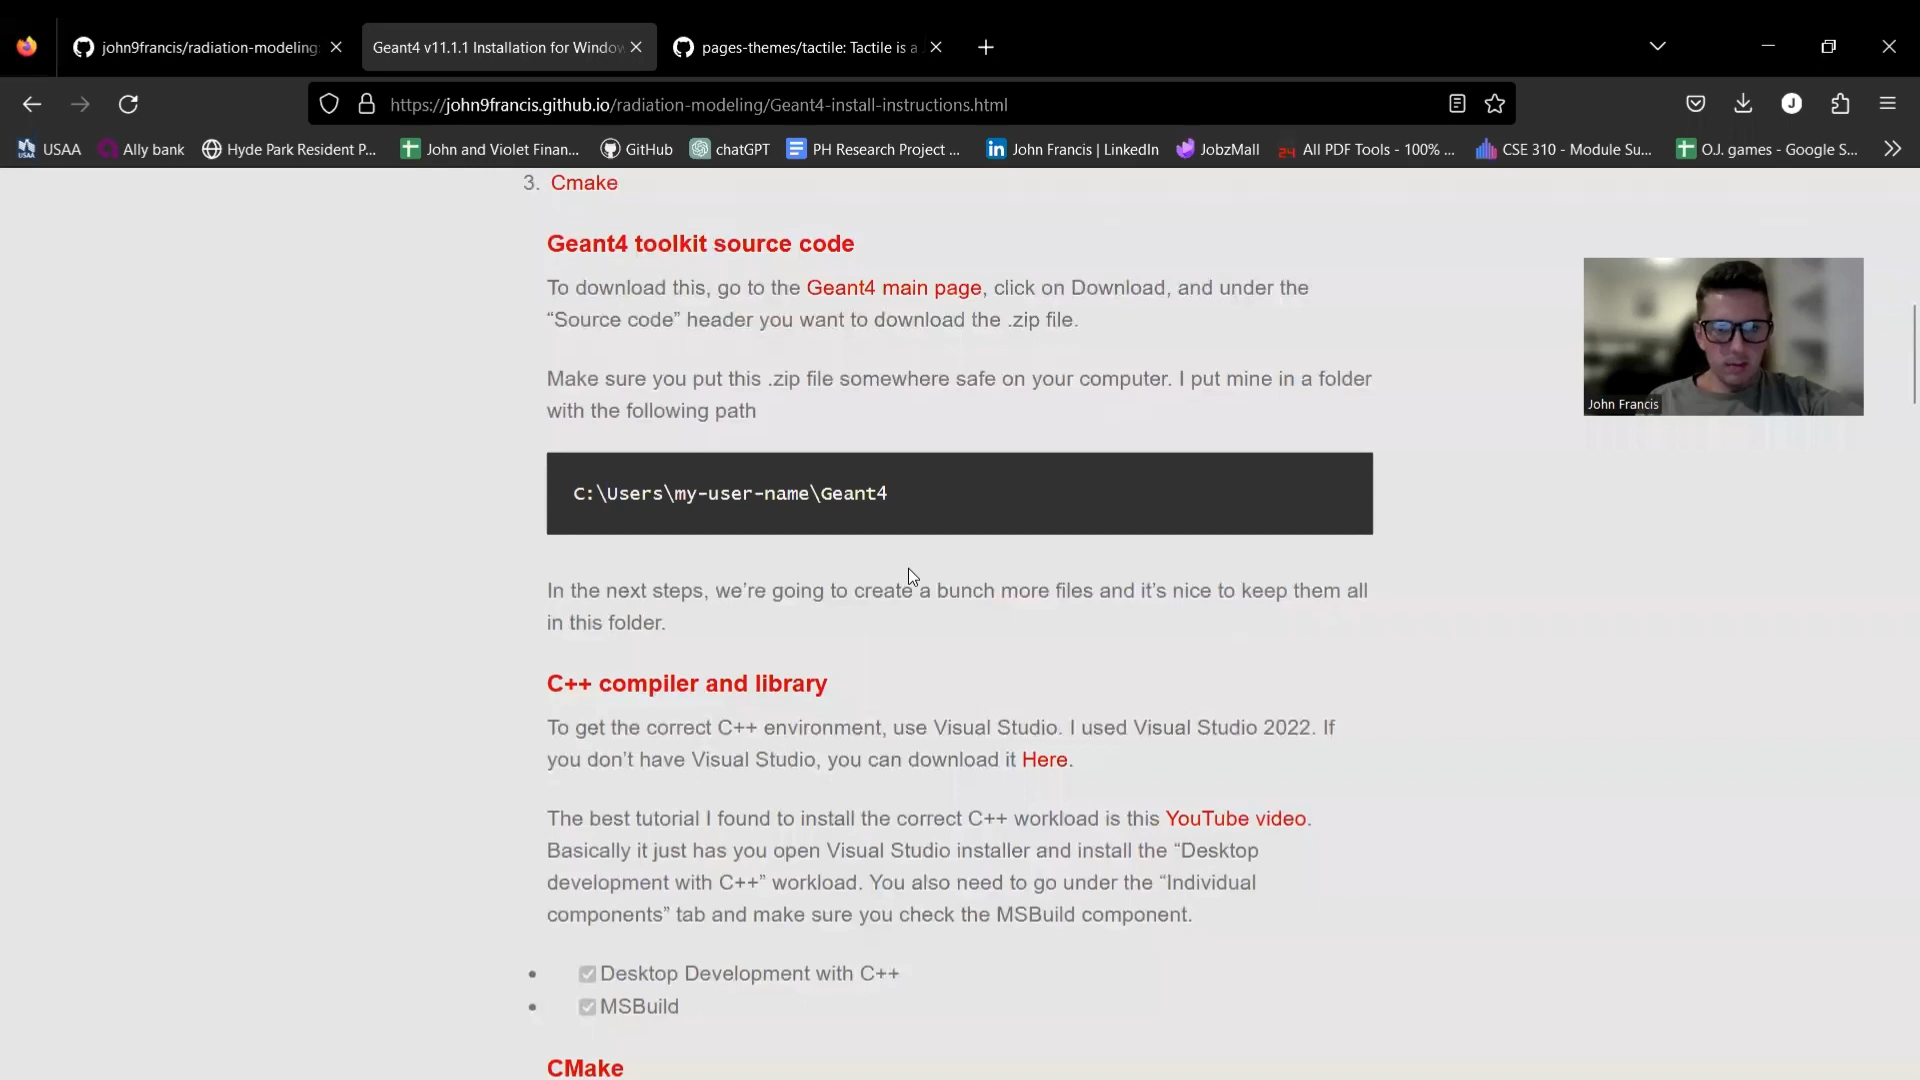 john9francis/radiation-modeling:
Geant4 v11.1.1 Installation for Window
pages-themes/tactile: Tactile is a
https://john9francis.github.io/radiation-modeling/Geant4-install-instructions.html
J
USAA
Ally bank
Hyde Park Resident P...
John and Violet Finan...
GitHub
chatGPT
PH Research Project ...
John Francis | LinkedIn
JobzMall
All PDF Tools - 100% ...
CSE 310 - Module Su...
O.J. games - Google S...
3. Cmake
Geant4 toolkit source code
To download this, go to the Geant4 main page, click on Download, and under the
“Source code” header you want to download the .zip file.
Make sure you put this .zip file somewhere safe on your computer. I put mine in a folder
with the following path
John Francis
C:\Users\my-user-name\Geant4
In the next steps, we’re going to create a bunch more files and it’s nice to keep them all
in this folder.
C++ compiler and library
To get the correct C++ environment, use Visual Studio. I used Visual Studio 2022. If
you don’t have Visual Studio, you can download it Here.
The best tutorial I found to install the correct C++ workload is this YouTube video.
Basically it just has you open Visual Studio installer and install the “Desktop
development with C++” workload. You also need to go under the “Individual
components” tab and make sure you check the MSBuild component.
Desktop Development with C++
MSBuild
CMake